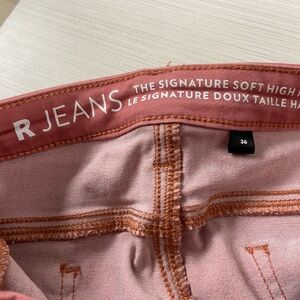 R JEANS
THE SIGNATURE SOFT HIGH
LE SIGNATURE DOUX TAILLE HA
36